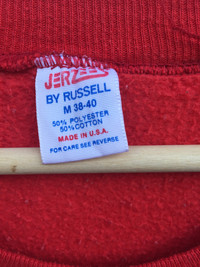 JERZEES
BY RUSSELL
M 38-40
50% POLYESTER
50% COTTON
MADE IN U.S.A.
FOR CARE SEE REVERSE